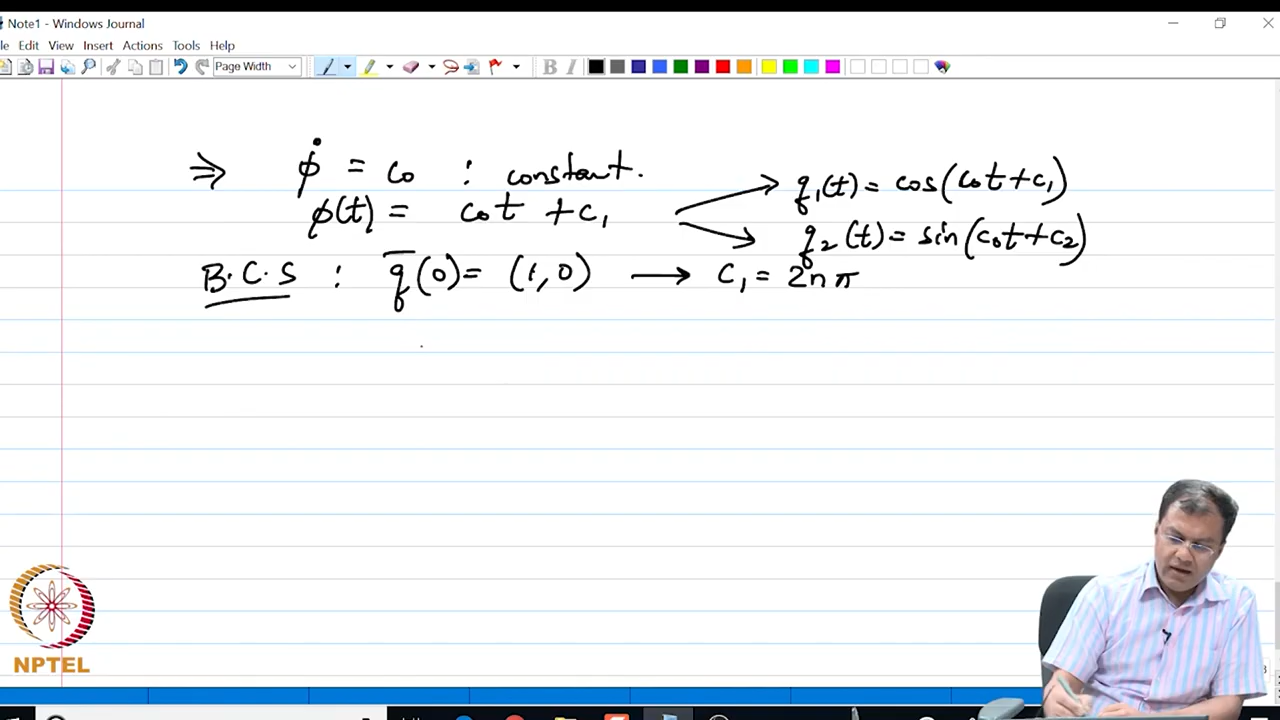 Note1 - Windows Journal
le Edit View Insert Actions Tools Help
Page Width
⇒ φ̇ = c₀ : constant.
φ(t) = c₀t + c₁
q₁(t) = cos(c₀t + c₁)
q₂(t) = sin(c₀t + c₂)
B.C.S : q̄(0) = (1, 0) → c₁ = 2nπ
NPTEL